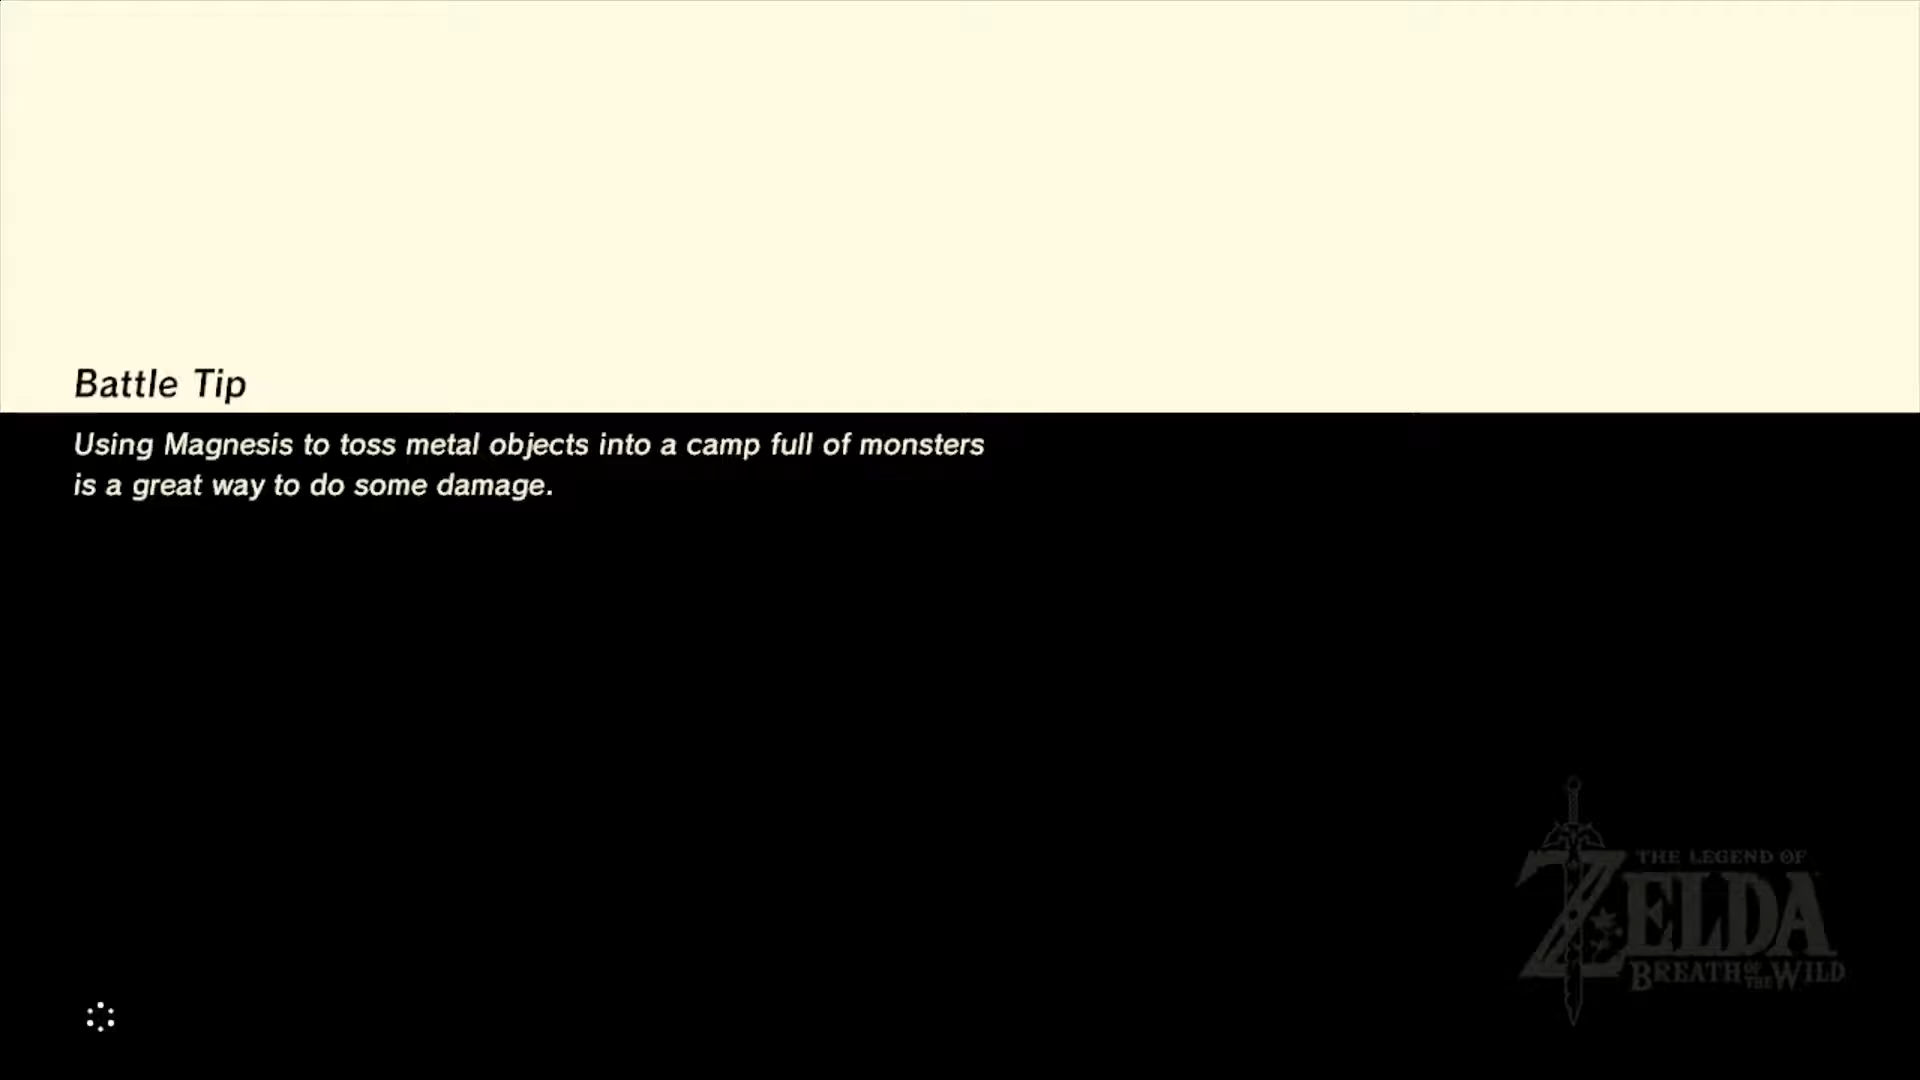 Battle Tip
Using Magnesis to toss metal objects into a camp full of monsters
is a great way to do some damage.
THE LEGEND OF
ZELDA
BREATH OF THE WILD